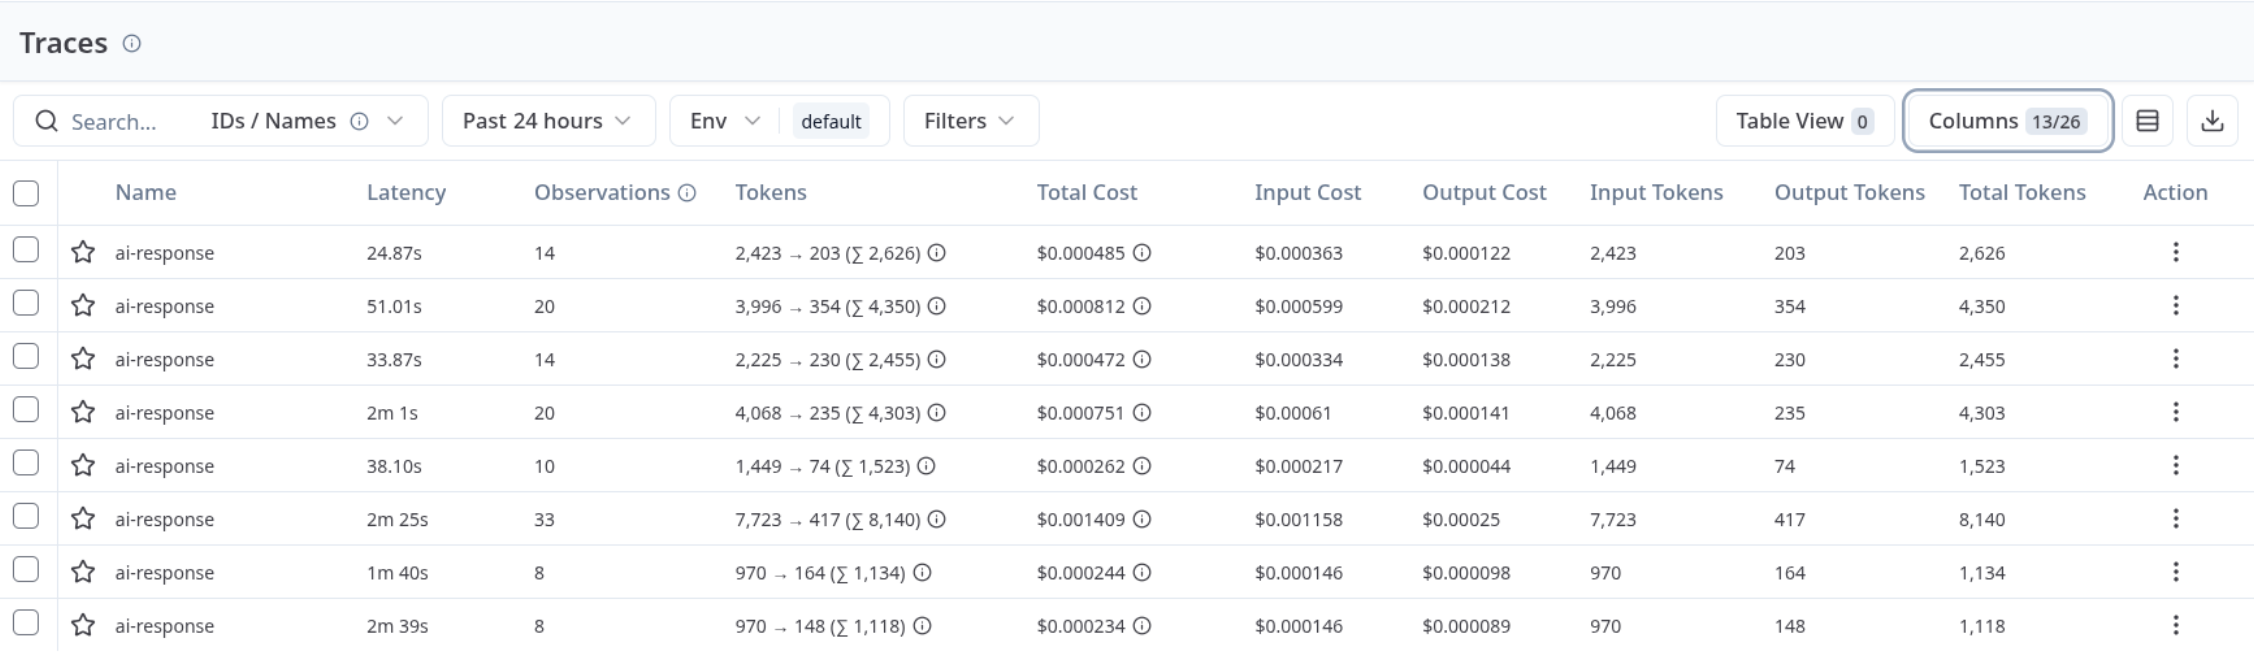 Traces
Search... IDs / Names Past 24 hours Env default Filters Table View 0 Columns 13/26
Name Latency Observations Tokens Total Cost Input Cost Output Cost Input Tokens Output Tokens Total Tokens Action
ai-response 24.87s 14 2,423 → 203 (∑ 2,626) $0.000485 $0.000363 $0.000122 2,423 203 2,626
ai-response 51.01s 20 3,996 → 354 (∑ 4,350) $0.000812 $0.000599 $0.000212 3,996 354 4,350
ai-response 33.87s 14 2,225 → 230 (∑ 2,455) $0.000472 $0.000334 $0.000138 2,225 230 2,455
ai-response 2m 1s 20 4,068 → 235 (∑ 4,303) $0.000751 $0.00061 $0.000141 4,068 235 4,303
ai-response 38.10s 10 1,449 → 74 (∑ 1,523) $0.000262 $0.000217 $0.000044 1,449 74 1,523
ai-response 2m 25s 33 7,723 → 417 (∑ 8,140) $0.001409 $0.001158 $0.00025 7,723 417 8,140
ai-response 1m 40s 8 970 → 164 (∑ 1,134) $0.000244 $0.000146 $0.000098 970 164 1,134
ai-response 2m 39s 8 970 → 148 (∑ 1,118) $0.000234 $0.000146 $0.000089 970 148 1,118